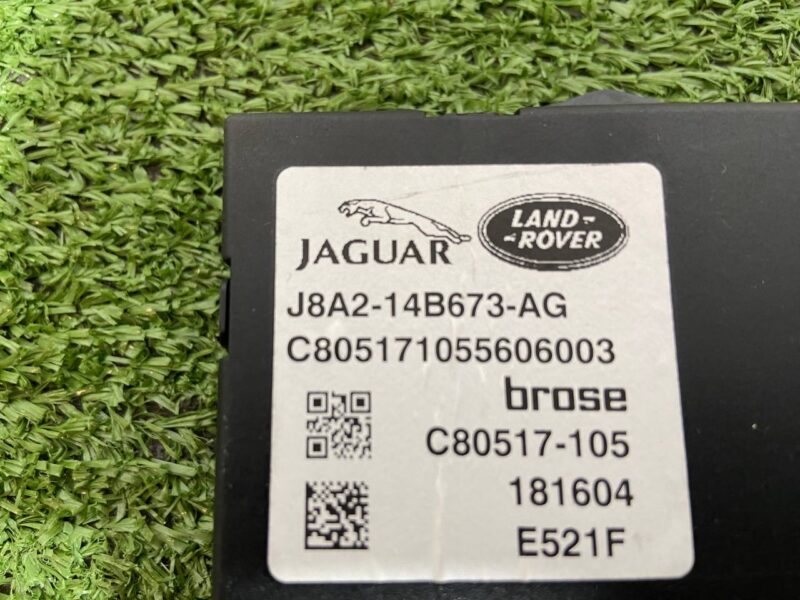 JAGUAR
LAND-
-ROVER
J8A2-14B673-AG
C805171055606003
brose
C80517-105
181604
E521F